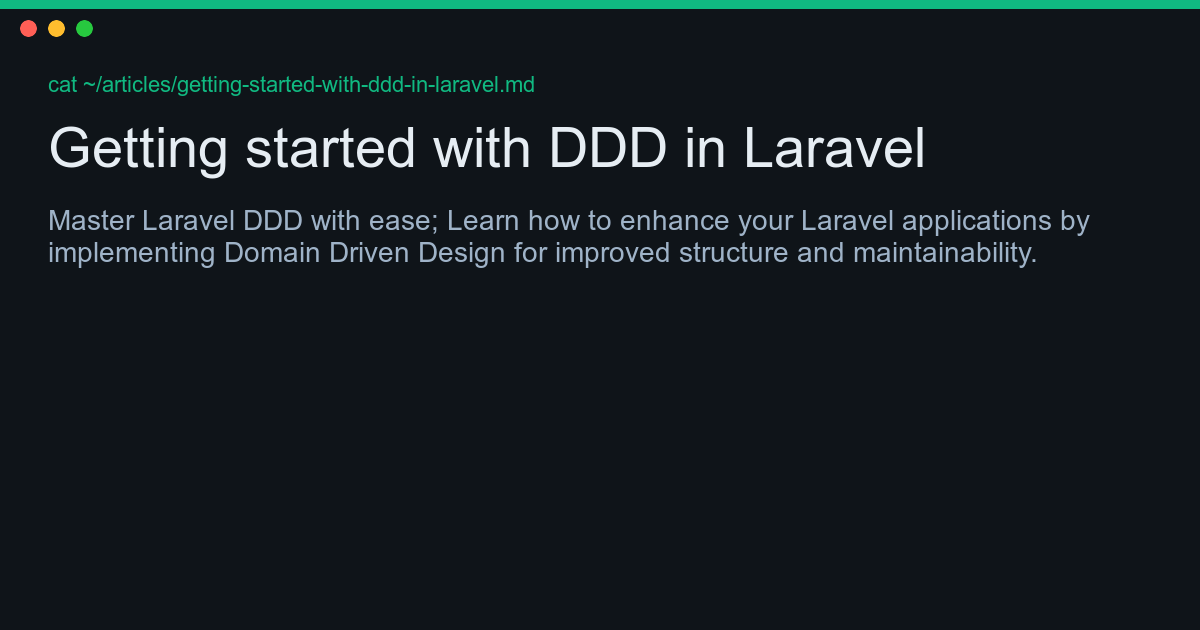 cat ~/articles/getting-started-with-ddd-in-laravel.md
Getting started with DDD in Laravel
Master Laravel DDD with ease; Learn how to enhance your Laravel applications by
implementing Domain Driven Design for improved structure and maintainability.